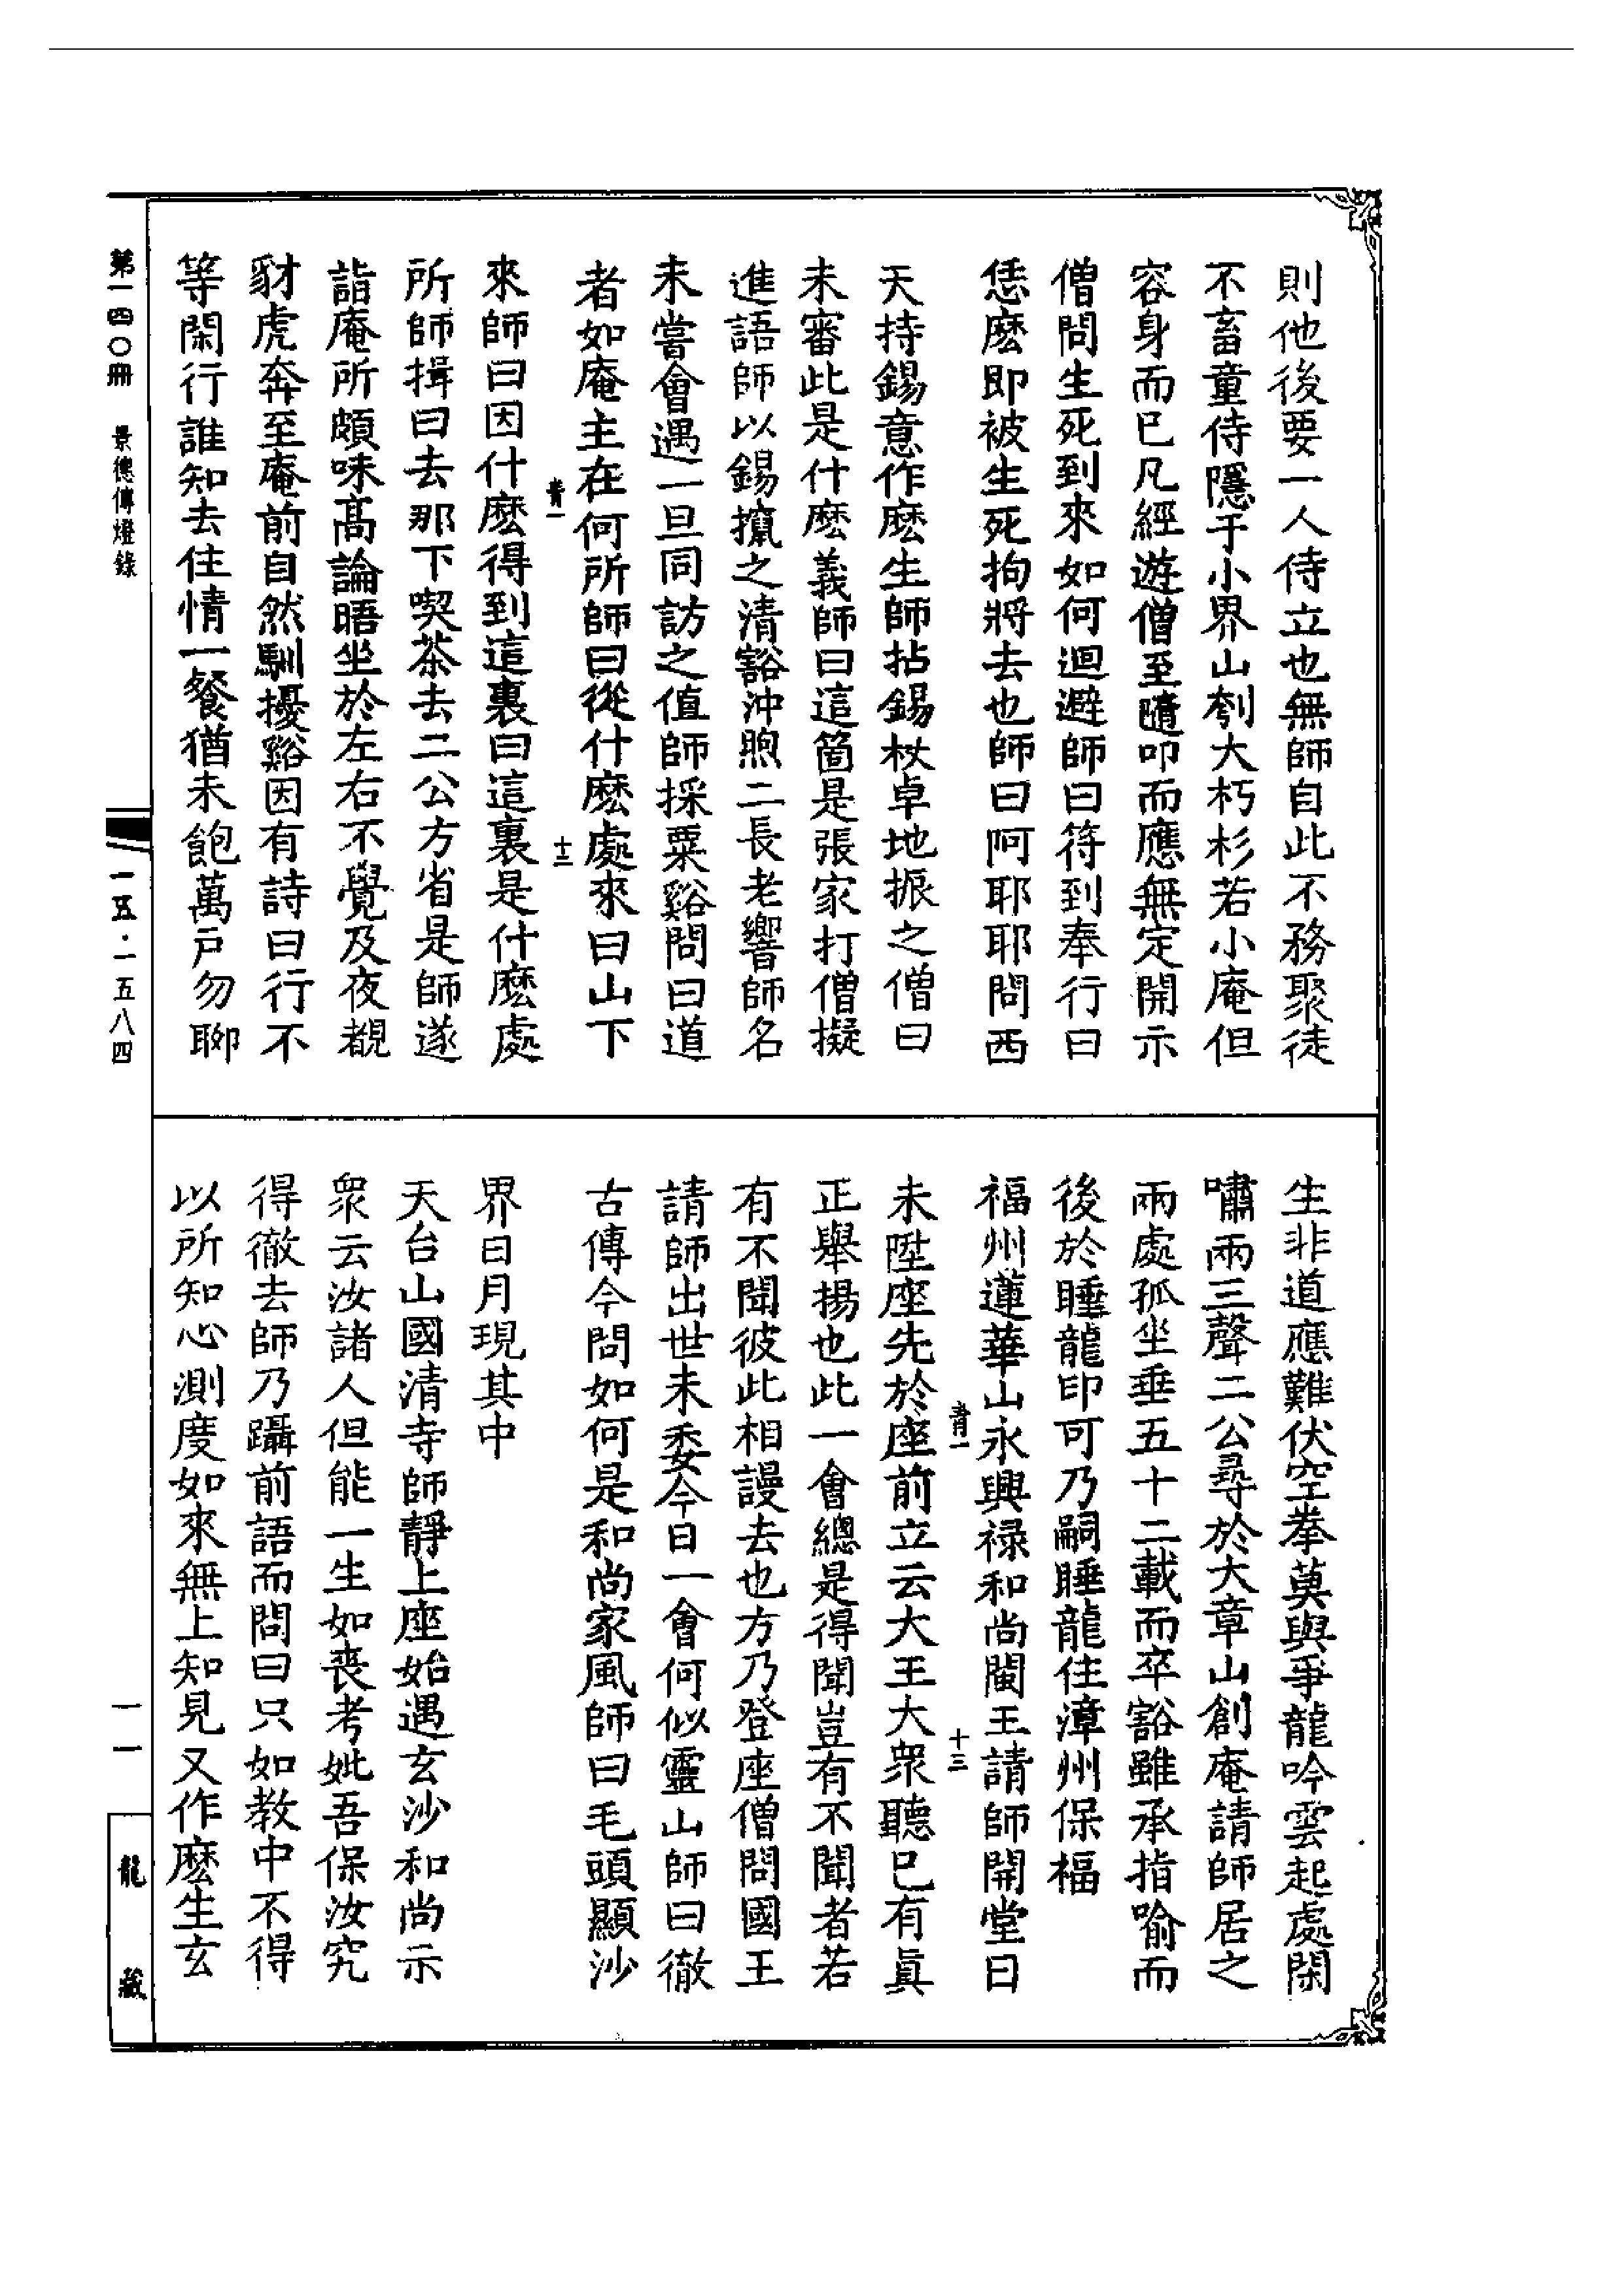 則他後要一人侍立也無師自此不務聚徒
不畜童侍隱于小界山刳大朽杉若小庵但
容身而已凡經遊僧至隨叩而應無定開示
僧問生死到來如何迴避師曰符到奉行曰
恁麽即被生死拘將去也師曰阿耶耶問西
天持錫意作麽生師拈錫杖卓地振之僧曰
未審此是什麽義師曰這箇是張家打僧擬
進語師以錫攛之清豁沖煦二長老嚮師名
未嘗會遇一旦同訪之值師採粟谿問曰道
者如庵主在何所師曰從什麽處來曰山下
青一 十二
來師曰因什麽得到這裏曰這裏是什麽處
所師揖曰去那下喫茶去二公方省是師遂
詣庵所頗味高論晤坐於左右不覺及夜覩
豺虎奔至庵前自然馴擾谿因有詩曰行不
等閑行誰知去住情一餐猶未飽萬戶勿聊
生非道應難伏空拳莫與爭龍吟雲起處閑
嘯兩三聲二公尋於大章山創庵請師居之
兩處孤坐垂五十二載而卒豁雖承指喻而
後於睡龍印可乃嗣睡龍住漳州保福
福州蓮華山永興祿和尚閩王請師開堂日
青一 十三
未陞座先於座前立云大王大衆聽已有眞
正舉揚也此一會總是得聞豈有不聞者若
有不聞彼此相謾去也方乃登座僧問國王
請師出世未委今日一會何似靈山師曰徹
古傳今問如何是和尚家風師曰毛頭顯沙
界日月現其中
天台山國清寺師靜上座始遇玄沙和尚示
衆云汝諸人但能一生如喪考妣吾保汝究
得徹去師乃躡前語而問曰只如教中不得
以所知心測度如來無上知見又作麽生玄
第一四〇冊 景德傳燈錄
一五·一五八四
一一
龍藏